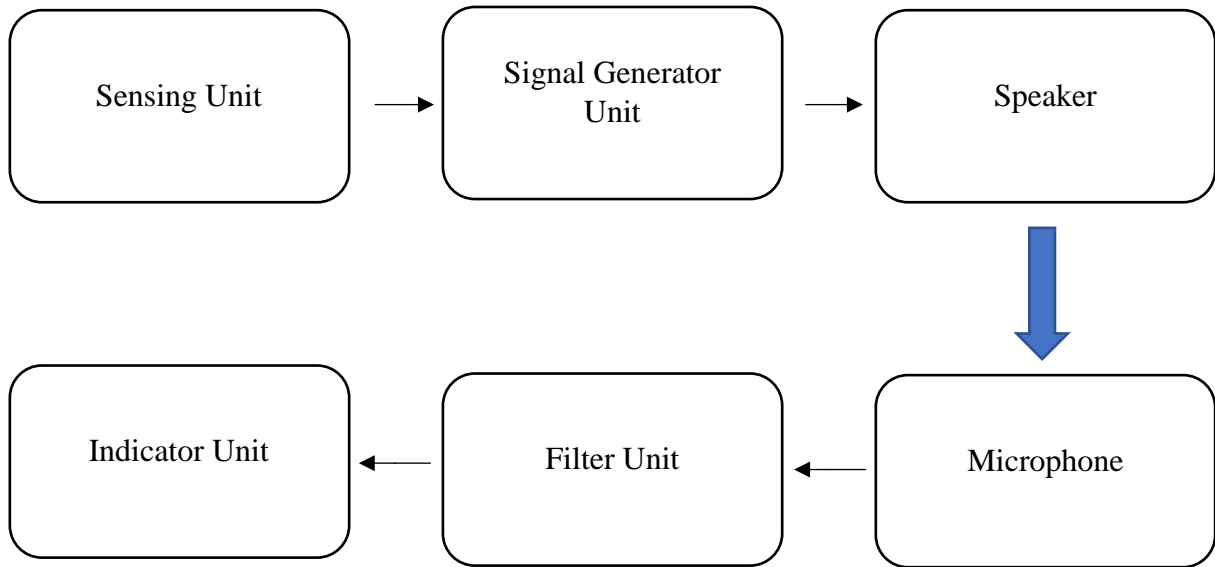 Sensing Unit
Signal Generator
Unit
Speaker
Indicator Unit
Filter Unit
Microphone